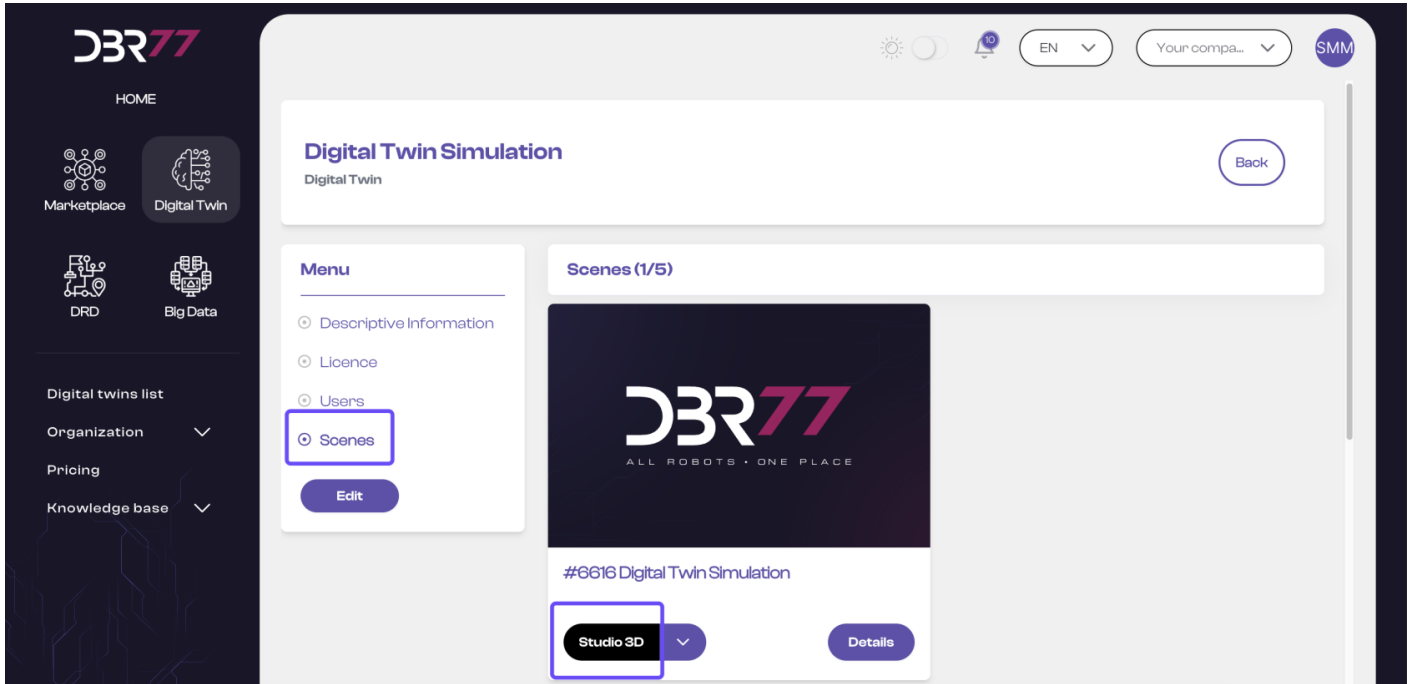 DBR77
HOME
Marketplace
Digital Twin
DRD
Big Data
Digital twins list
Organization
Pricing
Knowledge base
10
EN
Your compa...
SMM
Digital Twin Simulation
Digital Twin
Back
Menu
Descriptive Information
Licence
Users
Scenes
Edit
Scenes (1/5)
DBR77
ALL ROBOTS • ONE PLACE
#6616 Digital Twin Simulation
Studio 3D
Details